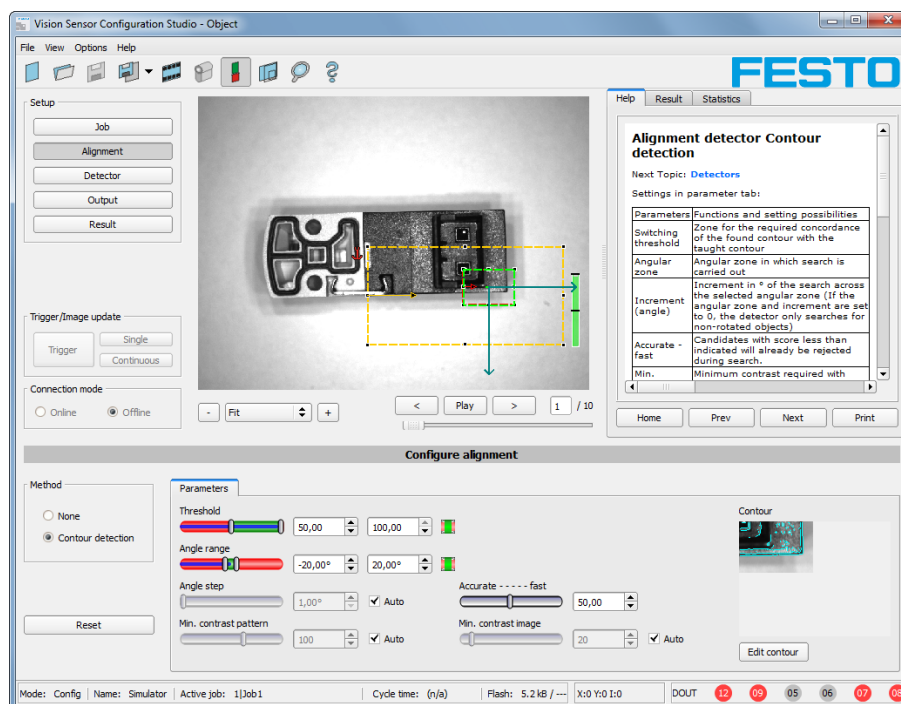 Vision Sensor Configuration Studio - Object
File View Options Help
FESTO
Setup
Job
Alignment
Detector
Output
Result
Trigger/Image update
Trigger
Single
Continuous
Connection mode
Online
Offline
-
Fit
+
<
Play
>
1 / 10
Help
Result
Statistics
Alignment detector Contour
detection
Next Topic: Detectors
Settings in parameter tab:
Parameters Functions and setting possibilities
Switching threshold
Zone for the required concordance of the found contour with the taught contour
Angular zone
Angular zone in which search is carried out
Increment (angle)
Increment in ° of the search across the selected angular zone (If the angular zone and increment are set to 0, the detector only searches for non-rotated objects)
Accurate - fast
Candidates with score less than indicated will already be rejected during search.
Min.
Minimum contrast required with
Home
Prev
Next
Print
Configure alignment
Method
None
Contour detection
Reset
Parameters
Threshold
50,00
100,00
Angle range
-20,00°
20,00°
Angle step
1,00°
Auto
Accurate - - - - - fast
50,00
Min. contrast pattern
100
Auto
Min. contrast image
20
Auto
Contour
Edit contour
Mode: Config Name: Simulator Active job: 1|Job1 Cycle time: (n/a) Flash: 5.2 kB / --- X:0 Y:0 I:0 DOUT 12 09 05 06 07 08